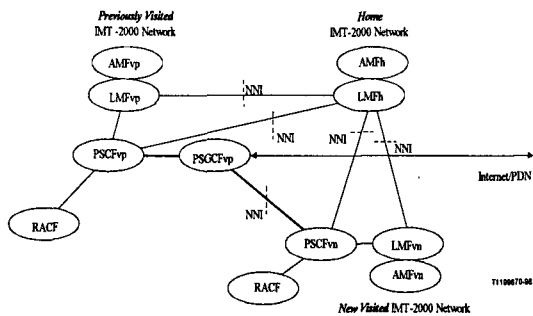 Previously Visited
IMT -2000 Network
Home
IMT-2000 Network
AMFvp
AMFh
LMFvp
NNI
LMFh
NNI
NNI
NNI
PSCFvp
PSGCFvp
Internet/PDN
RACF
NNI
PSCFvn
LMFvn
RACF
AMFvn
T1109670-98
New Visited IMT-2000 Network